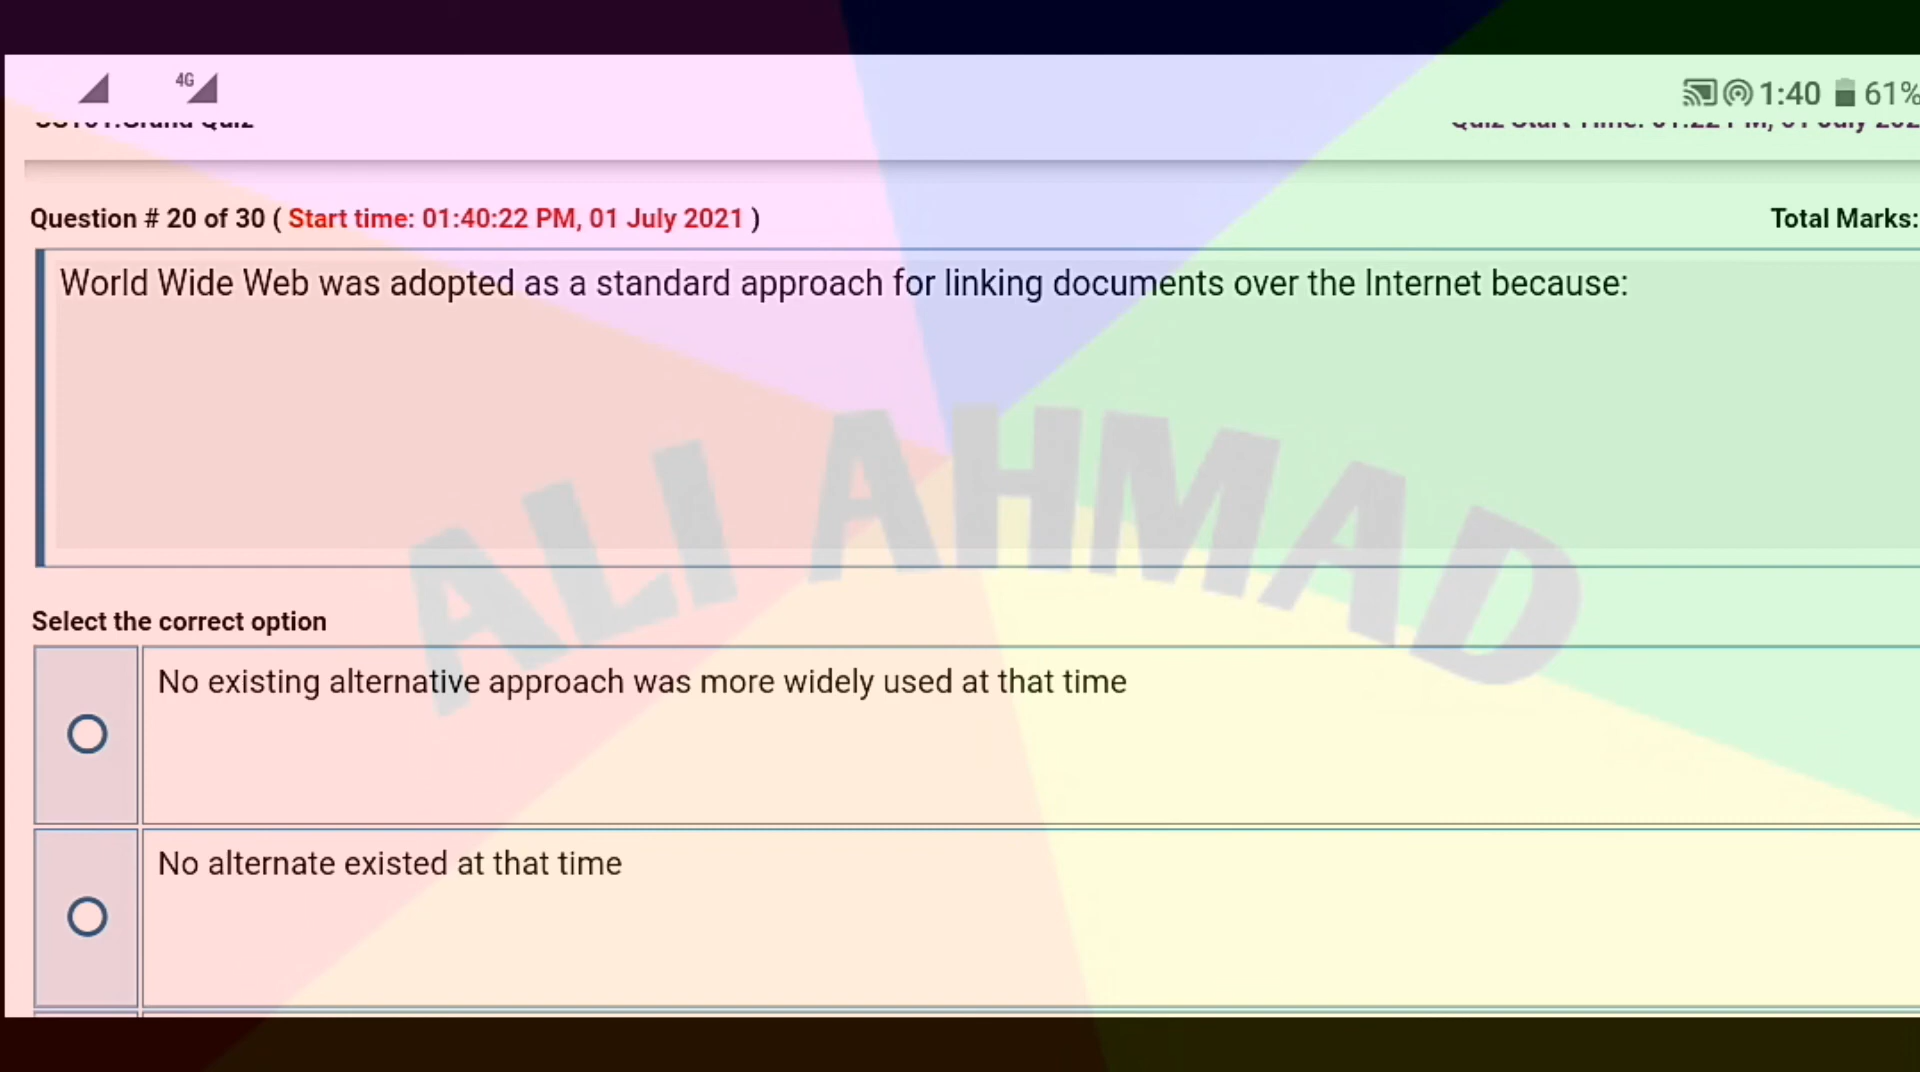 4G
1:40 61%
Question # 20 of 30 ( Start time: 01:40:22 PM, 01 July 2021 )
Total Marks:
World Wide Web was adopted as a standard approach for linking documents over the Internet because:
ALI AHMAD
Select the correct option
No existing alternative approach was more widely used at that time
No alternate existed at that time